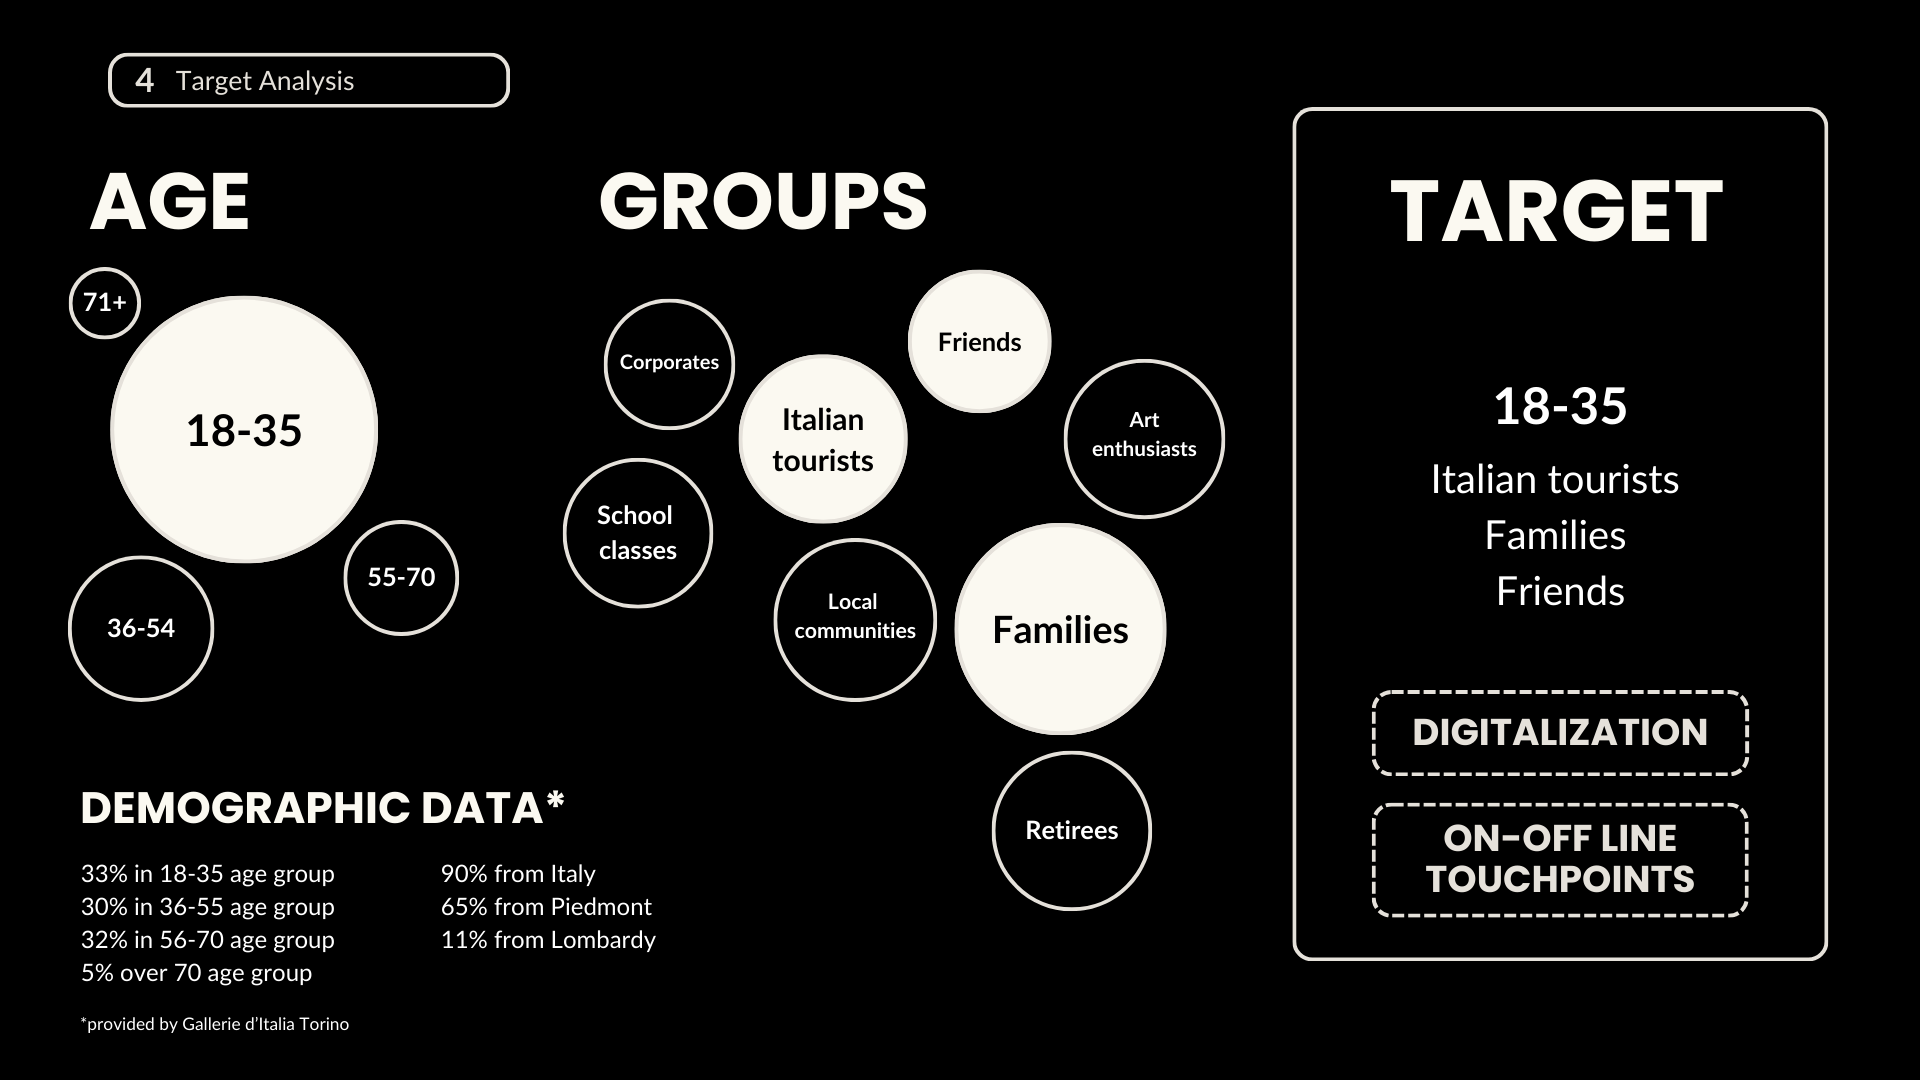 4 Target Analysis
AGE
71+
18-35
55-70
36-54
GROUPS
Corporates
Friends
Italian
tourists
Art
enthusiasts
School
classes
Local
communities
Families
Retirees
DEMOGRAPHIC DATA*
33% in 18-35 age group
30% in 36-55 age group
32% in 56-70 age group
5% over 70 age group
90% from Italy
65% from Piedmont
11% from Lombardy
*provided by Gallerie d’Italia Torino
TARGET
18-35
Italian tourists
Families
Friends
DIGITALIZATION
ON-OFF LINE
TOUCHPOINTS